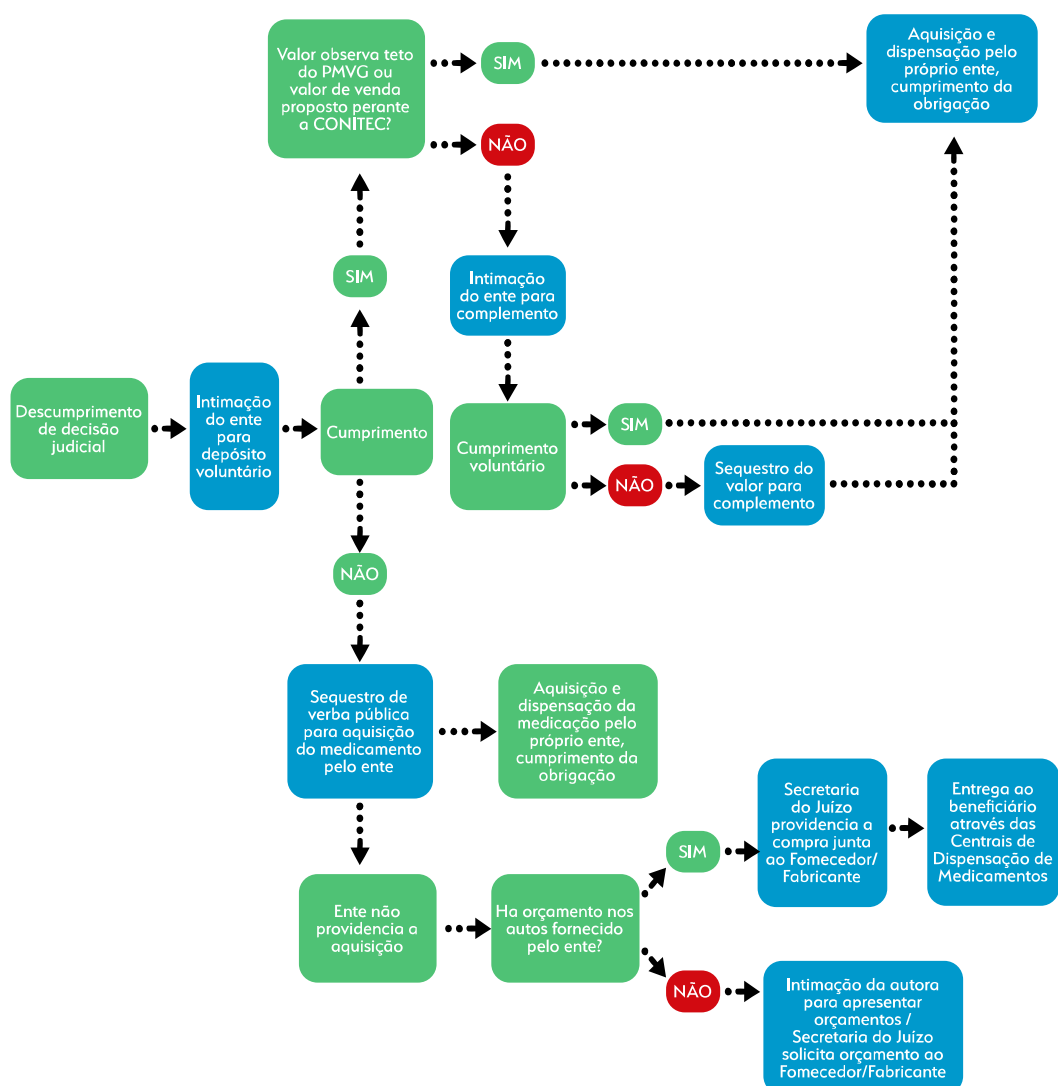 Valor observa teto
do PMVG ou
valor de venda
proposto perante
a CONITEC?
SIM
NÃO
Aquisição e
dispensação pelo
próprio ente,
cumprimento da
obrigação
SIM
Intimação
do ente para
complemento
Descumprimento
de decisão
judicial
Intimação
do ente
para
depósito
voluntário
Cumprimento
Cumprimento
voluntário
SIM
NÃO
Sequestro do
valor para
complemento
NÃO
Sequestro de
verba pública
para aquisição
do medicamento
pelo ente
Aquisição e
dispensação da
medicação pelo
próprio ente,
cumprimento da
obrigação
Ente não
providencia a
aquisição
Ha orçamento nos
autos fornecido
pelo ente?
SIM
Secretaria
do Juízo
providencia a
compra junta
ao Fomecedor/
Fabricante
Entrega ao
beneficiário
através das
Centrais de
Dispensação de
Medicamentos
NÃO
Intimação da autora
para apresentar
orçamentos /
Secretaria do Juízo
solicita orçamento ao
Fomecedor/Fabricante